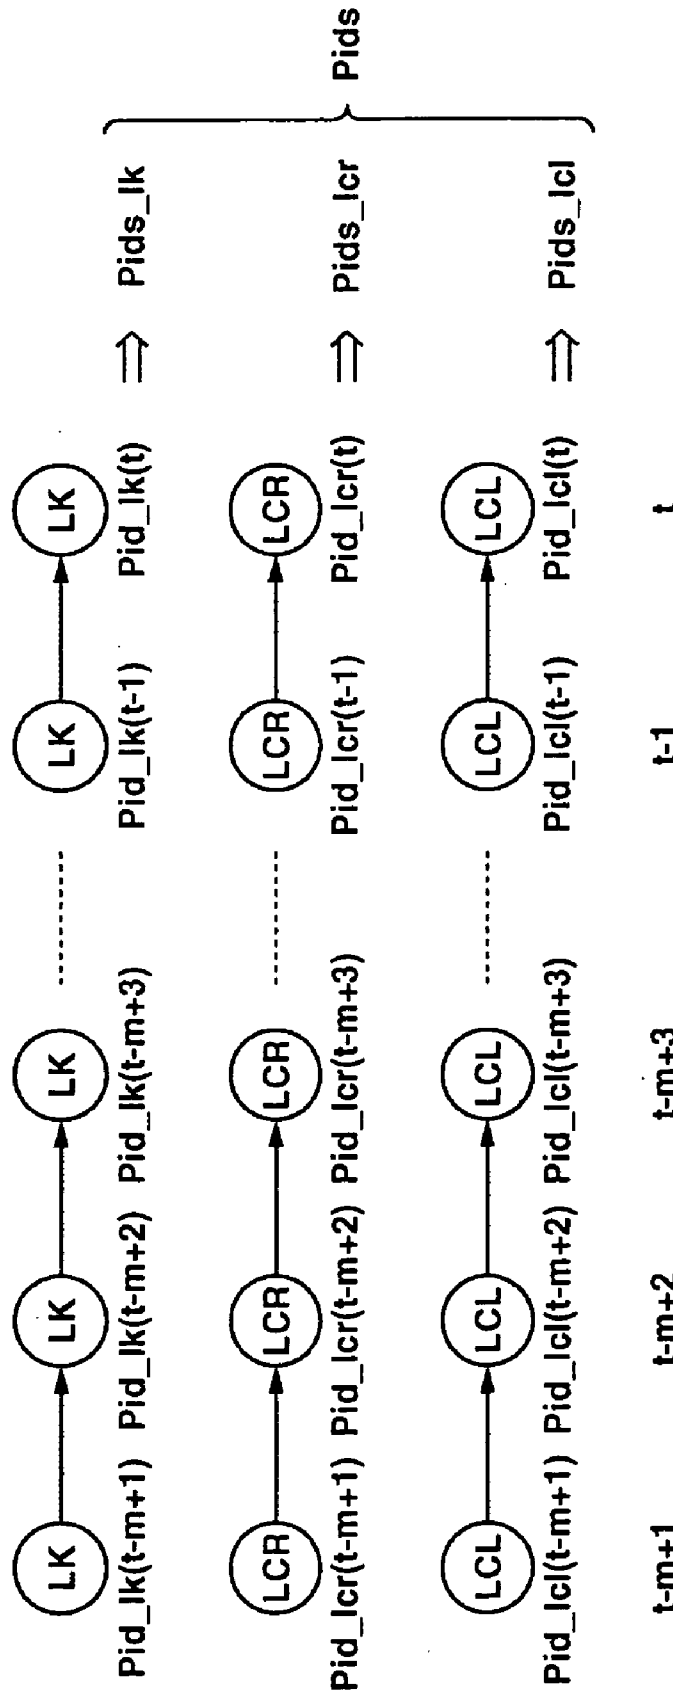 LK LK LK LK LK
Pid_lk(t-m+1) Pid_lk(t-m+2) Pid_lk(t-m+3) Pid_lk(t-1) Pid_lk(t) ⇒ Pids_lk
LCR LCR LCR LCR LCR
Pid_lcr(t-m+1) Pid_lcr(t-m+2) Pid_lcr(t-m+3) Pid_lcr(t-1) Pid_lcr(t) ⇒ Pids_lcr
Pids
LCL LCL LCL LCL LCL
Pid_lcl(t-m+1) Pid_lcl(t-m+2) Pid_lcl(t-m+3) Pid_lcl(t-1) Pid_lcl(t) ⇒ Pids_lcl
t-m+1 t-m+2 t-m+3 t-1 t